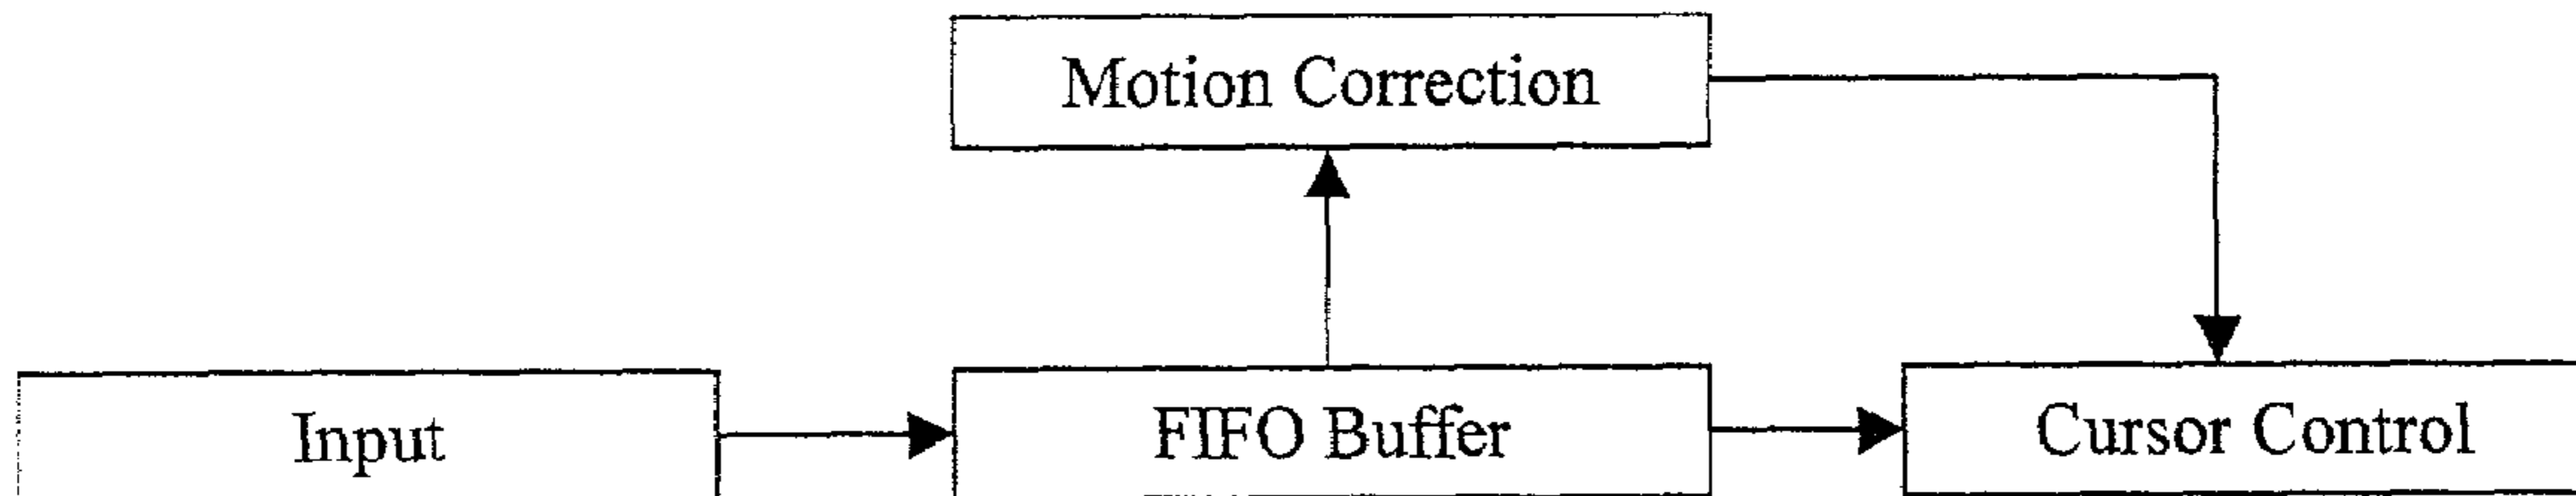 Motion Correction
Input
FIFO Buffer
Cursor Control